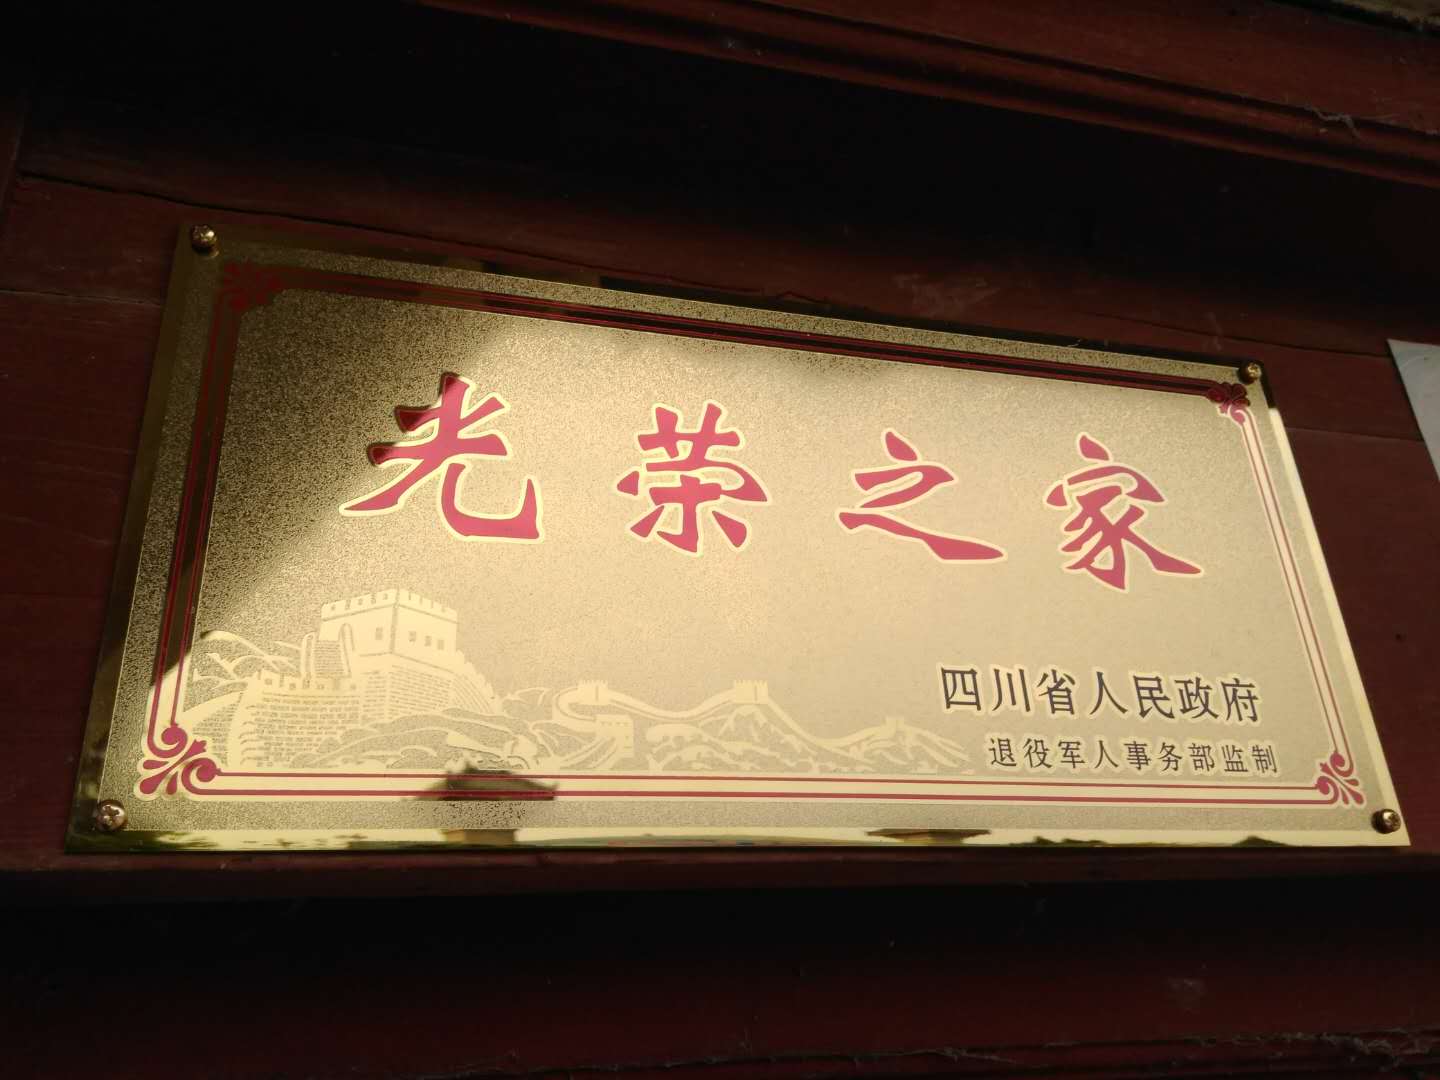 光荣之家
四川省人民政府
退役军人事务部监制